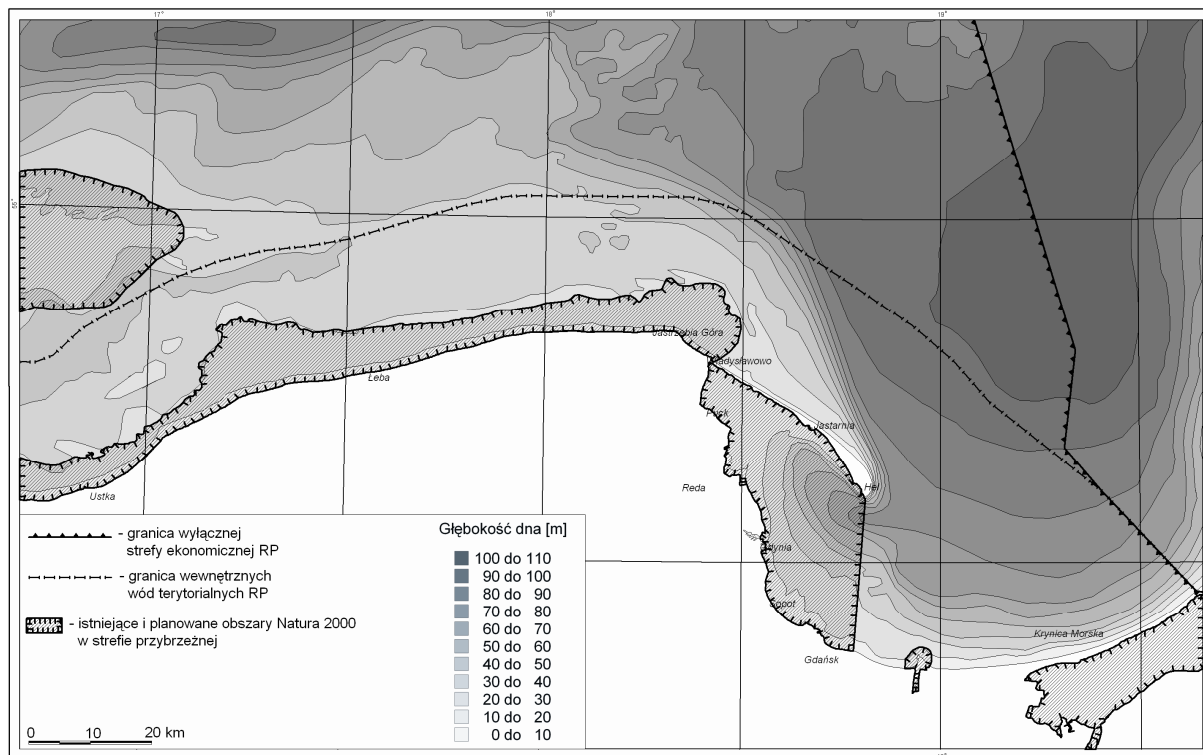 17°
18°
19°
55°
Jastrzębia Góra
Władysławowo
Łeba
Puck
Jastarnia
Ustka
Reda
Hel
Gdynia
Sopot
Gdańsk
Krynica Morska
- granica wyłącznej
strefy ekonomicznej RP
- granica wewnętrznych
wód terytorialnych RP
- istniejące i planowane obszary Natura 2000
w strefie przybrzeżnej
0 10 20 km
Głębokość dna [m]
100 do 110
90 do 100
80 do 90
70 do 80
60 do 70
50 do 60
40 do 50
30 do 40
20 do 30
10 do 20
0 do 10